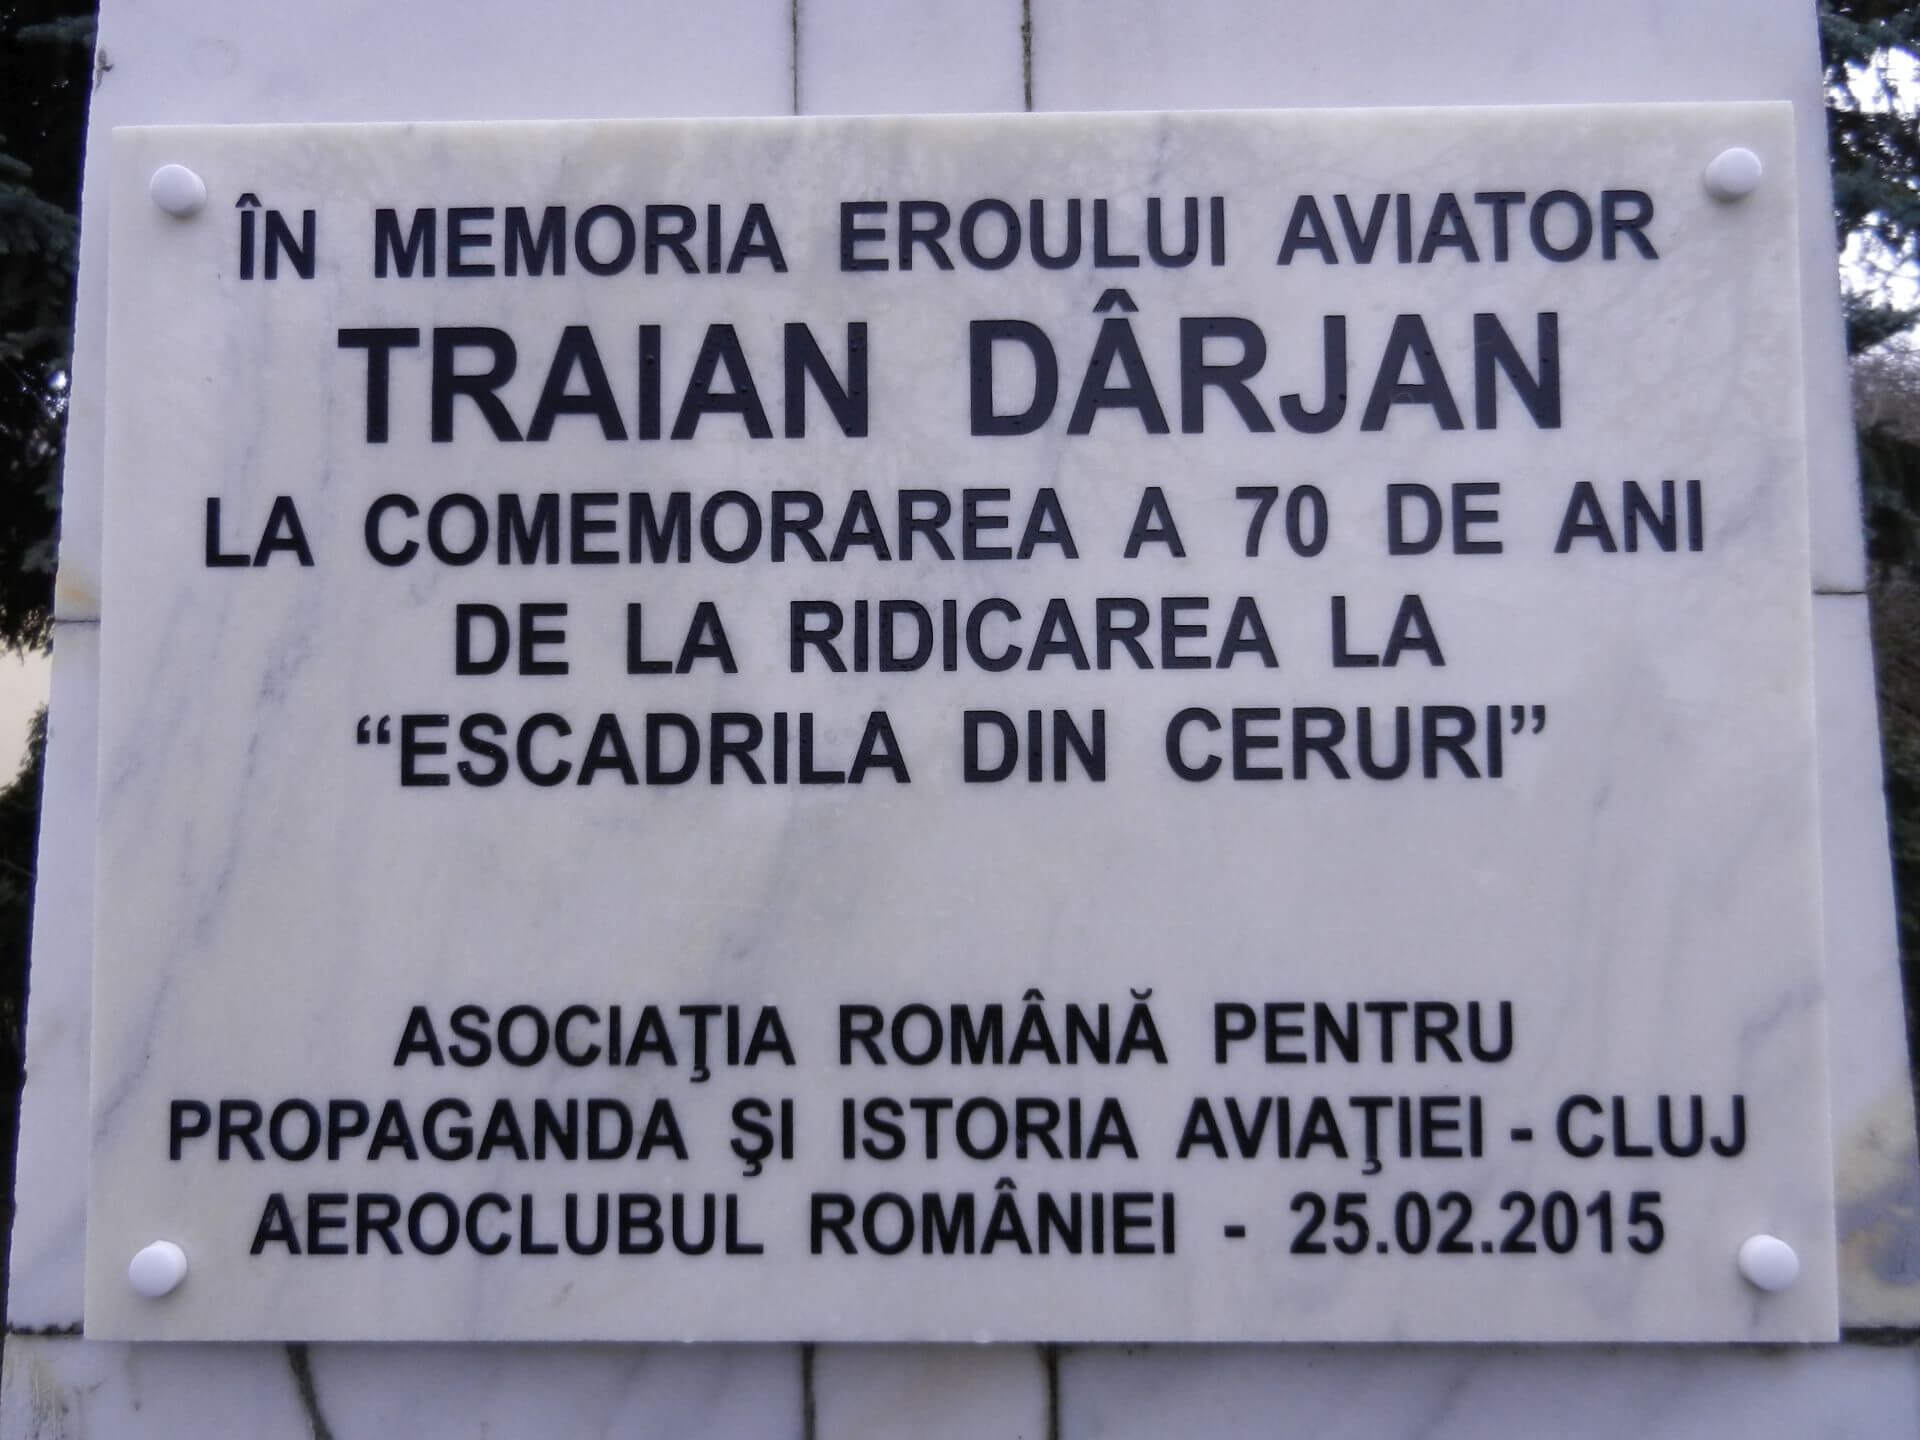 ÎN MEMORIA EROULUI AVIATOR
TRAIAN DÂRJAN
LA COMEMORAREA A 70 DE ANI
DE LA RIDICAREA LA
“ESCADRILA DIN CERURI”
ASOCIAŢIA ROMÂNĂ PENTRU
PROPAGANDA ŞI ISTORIA AVIAŢIEI - CLUJ
AEROCLUBUL ROMÂNIEI - 25.02.2015